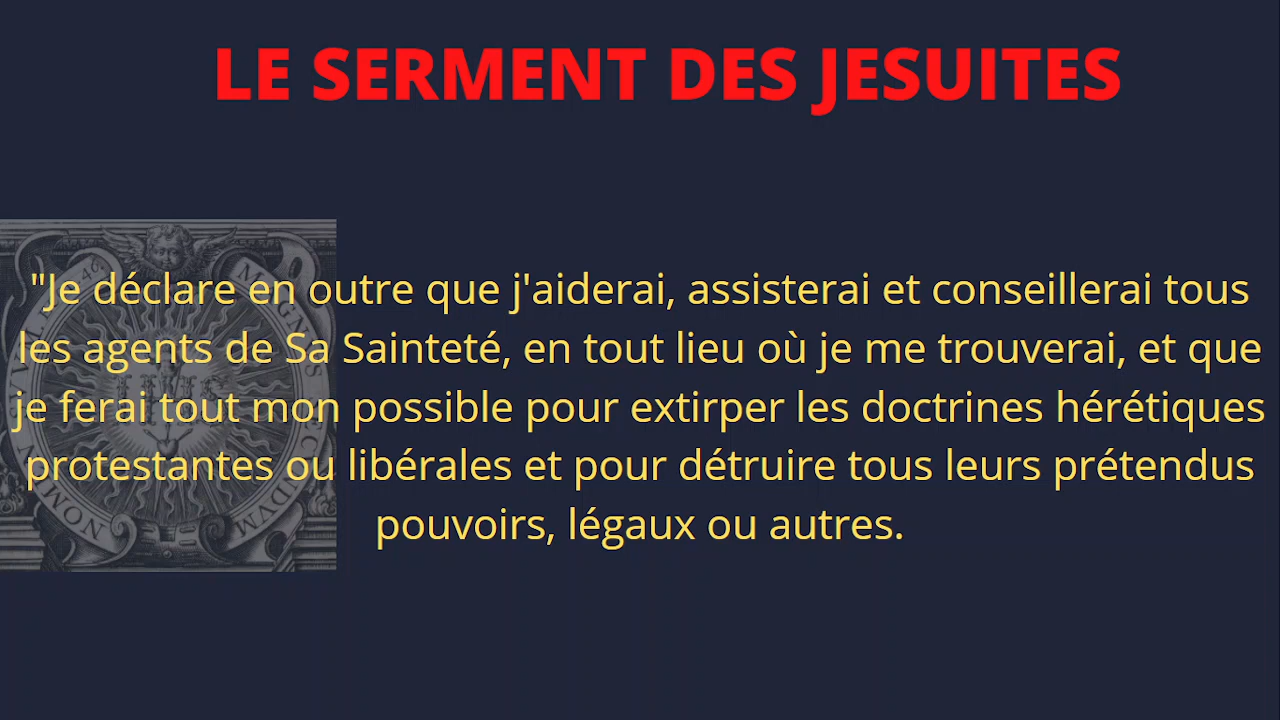 LE SERMENT DES JESUITES
"Je déclare en outre que j'aiderai, assisterai et conseillerai tous
les agents de Sa Sainteté, en tout lieu où je me trouverai, et que
je ferai tout mon possible pour extirper les doctrines hérétiques
protestantes ou libérales et pour détruire tous leurs prétendus
pouvoirs, légaux ou autres.
NOM